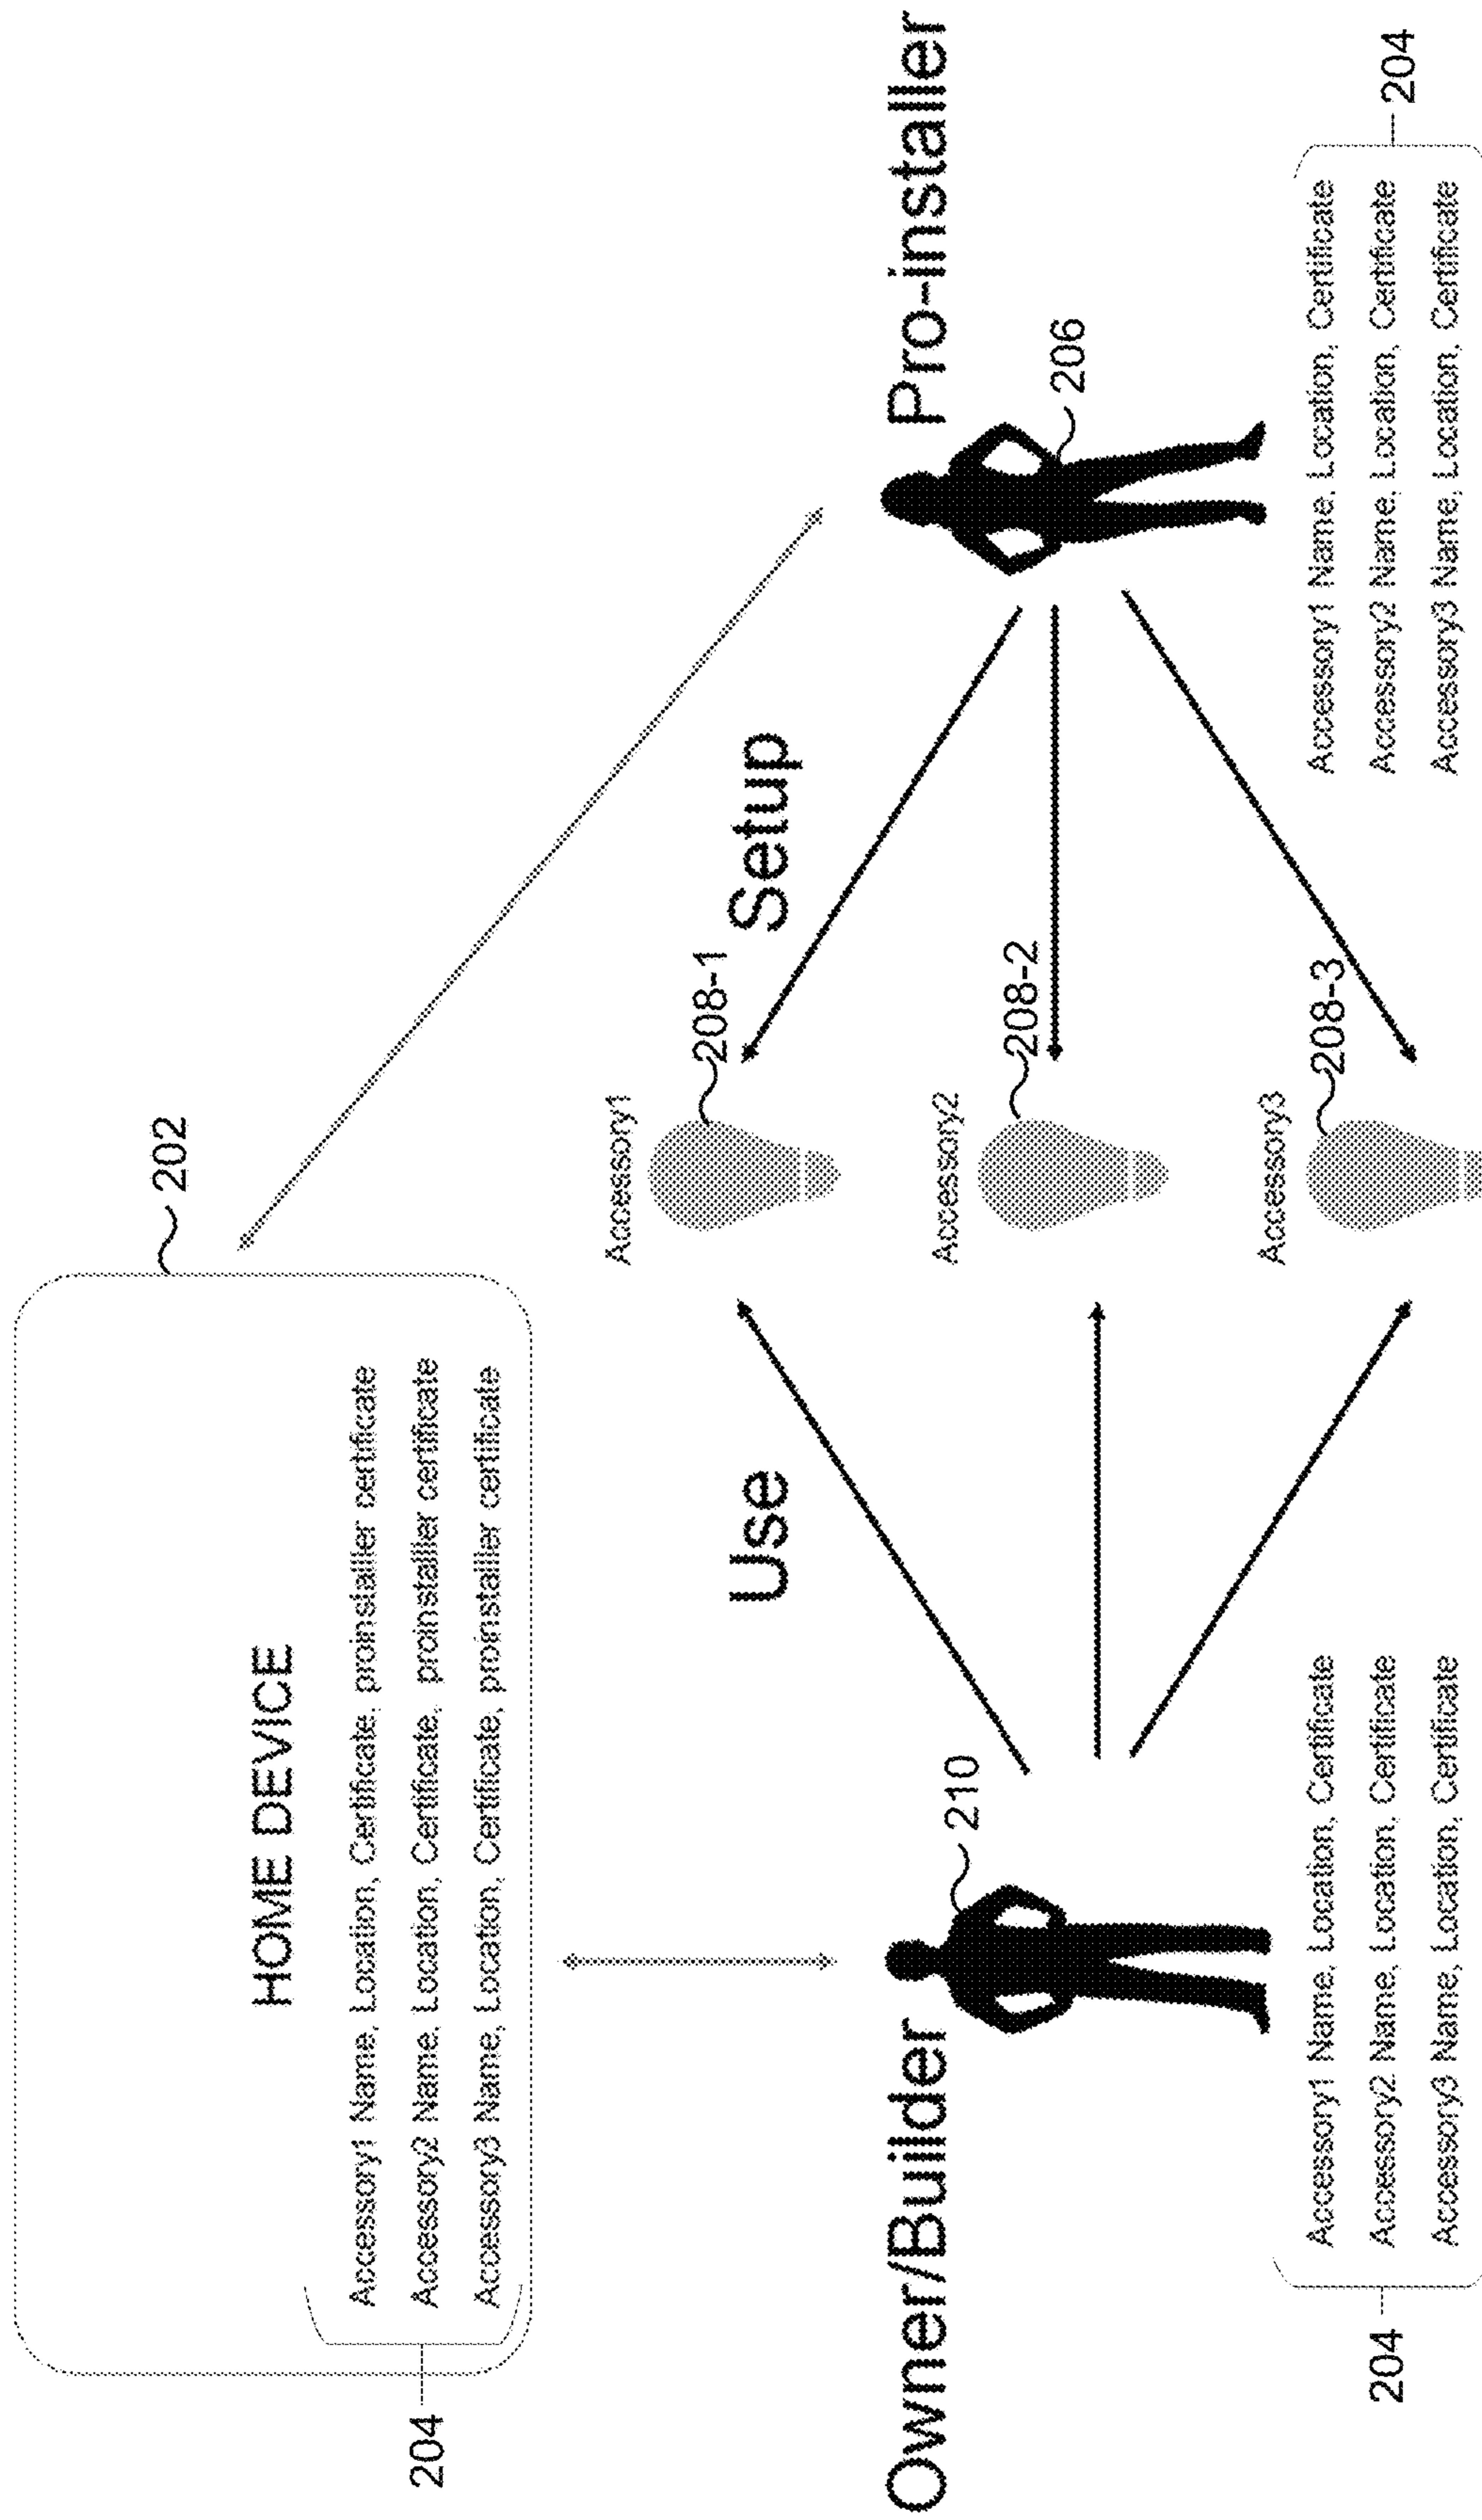 202
HOME DEVICE
Accessory1 Name, Location, Certificate, proinstaller certificate
Accessory2 Name, Location, Certificate, proinstaller certificate
Accessory3 Name, Location, Certificate, proinstaller certificate
204
Use
Setup
Accessory1
208-1
Accessory2
208-2
Accessory3
208-3
Owner/Builder
210
Accessory1 Name, Location, Certificate
Accessory2 Name, Location, Certificate
Accessory3 Name, Location, Certificate
204
Pro-installer
206
Accessory1 Name, Location, Certificate
Accessory2 Name, Location, Certificate
Accessory3 Name, Location, Certificate
204